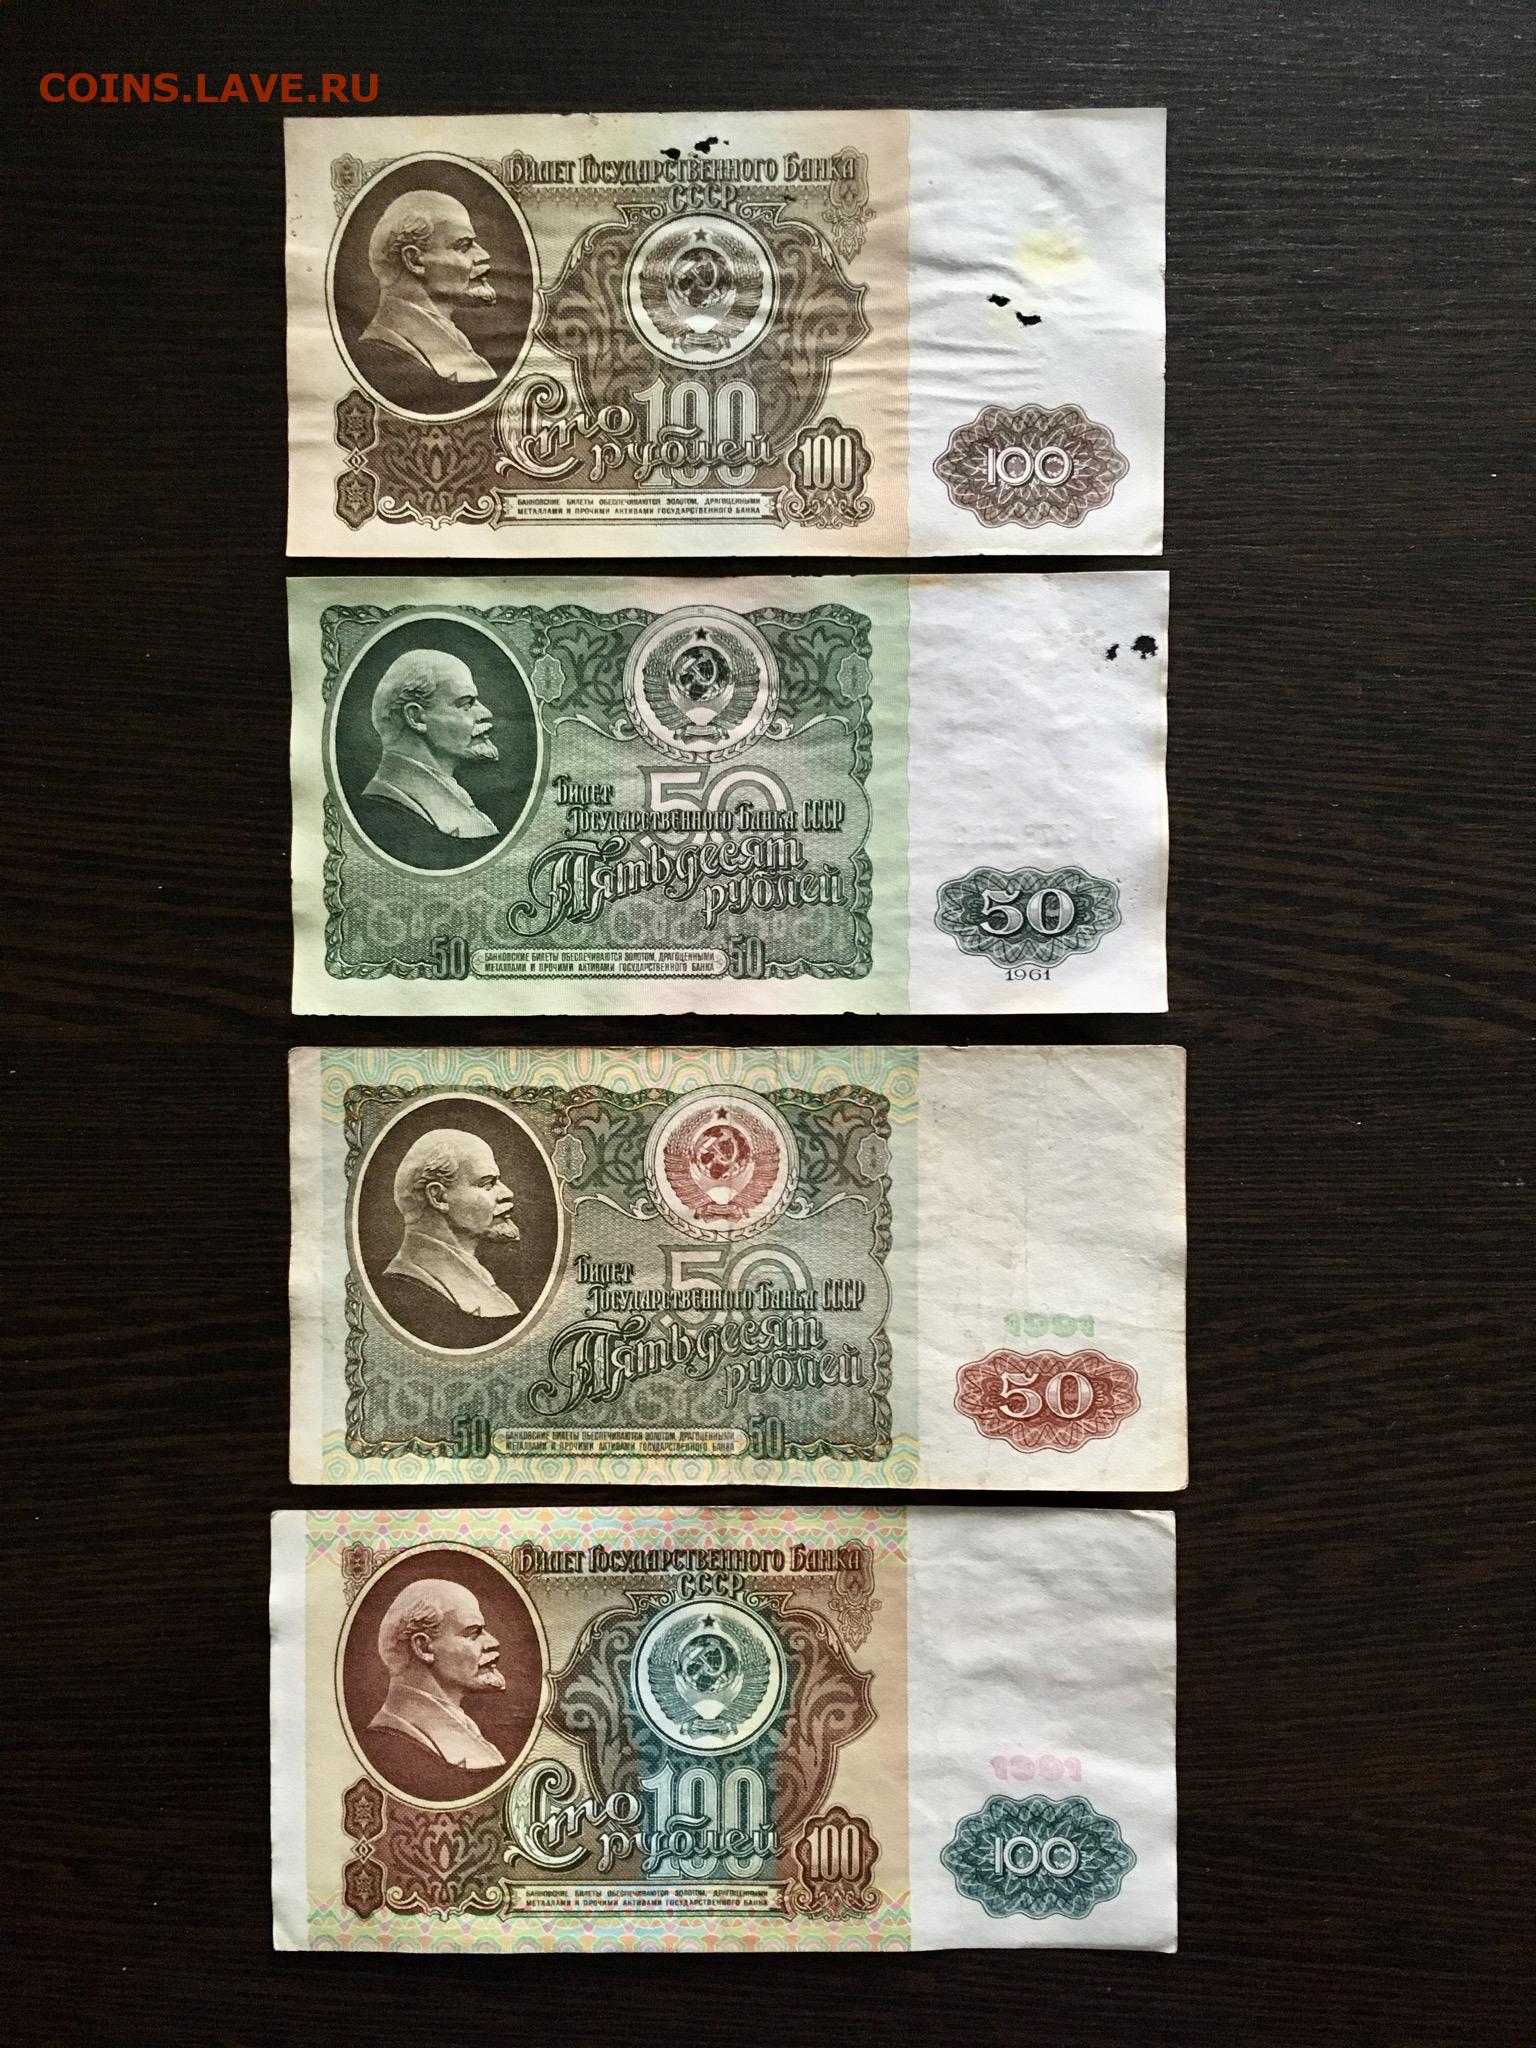 COINS.LAVE.RU
Билет Государственного Банка
СССР
Сто 100
рублей
100
100
БАНКОВСКИЕ БИЛЕТЫ ОБЕСПЕЧИВАЮТСЯ ЗОЛОТОМ, ДРАГОЦЕННЫМИ
МЕТАЛЛАМИ И ПРОЧИМИ АКТИВАМИ ГОСУДАРСТВЕННОГО БАНКА
50
Билет
Государственного Банка СССР
Пятьдесят
рублей
50
50
50
БАНКОВСКИЕ БИЛЕТЫ ОБЕСПЕЧИВАЮТСЯ ЗОЛОТОМ, ДРАГОЦЕННЫМИ
МЕТАЛЛАМИ И ПРОЧИМИ АКТИВАМИ ГОСУДАРСТВЕННОГО БАНКА
1961
50
Билет
Государственного Банка СССР
Пятьдесят
рублей
1991
50
50
50
БАНКОВСКИЕ БИЛЕТЫ ОБЕСПЕЧИВАЮТСЯ ЗОЛОТОМ, ДРАГОЦЕННЫМИ
МЕТАЛЛАМИ И ПРОЧИМИ АКТИВАМИ ГОСУДАРСТВЕННОГО БАНКА
Билет Государственного Банка
СССР
1991
Сто 100
рублей
100
100
БАНКОВСКИЕ БИЛЕТЫ ОБЕСПЕЧИВАЮТСЯ ЗОЛОТОМ, ДРАГОЦЕННЫМИ
МЕТАЛЛАМИ И ПРОЧИМИ АКТИВАМИ ГОСУДАРСТВЕННОГО БАНКА